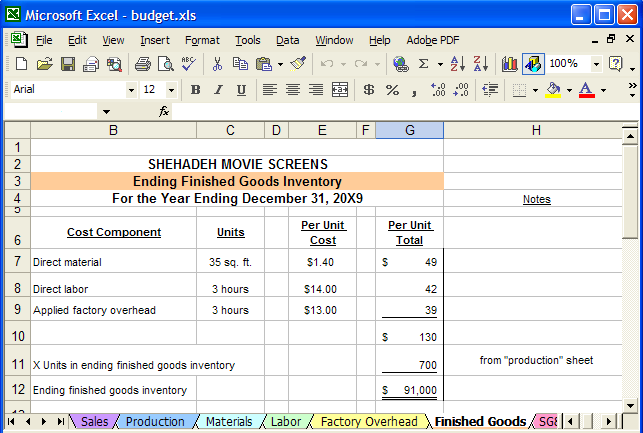 Microsoft Excel - budget.xls
File Edit View Insert Format Tools Data Window Help Adobe PDF
100%
Arial 12 B I U $ % ,
fx
B C D E F G H
1
2 SHEHADEH MOVIE SCREENS
3 Ending Finished Goods Inventory
4 For the Year Ending December 31, 20X9 Notes
5
6 Cost Component Units Per Unit Cost Per Unit Total
7 Direct material 35 sq. ft. $1.40 $ 49
8 Direct labor 3 hours $14.00 42
9 Applied factory overhead 3 hours $13.00 39
10 $ 130
11 X Units in ending finished goods inventory 700 from "production" sheet
12 Ending finished goods inventory $ 91,000
Sales Production Materials Labor Factory Overhead Finished Goods